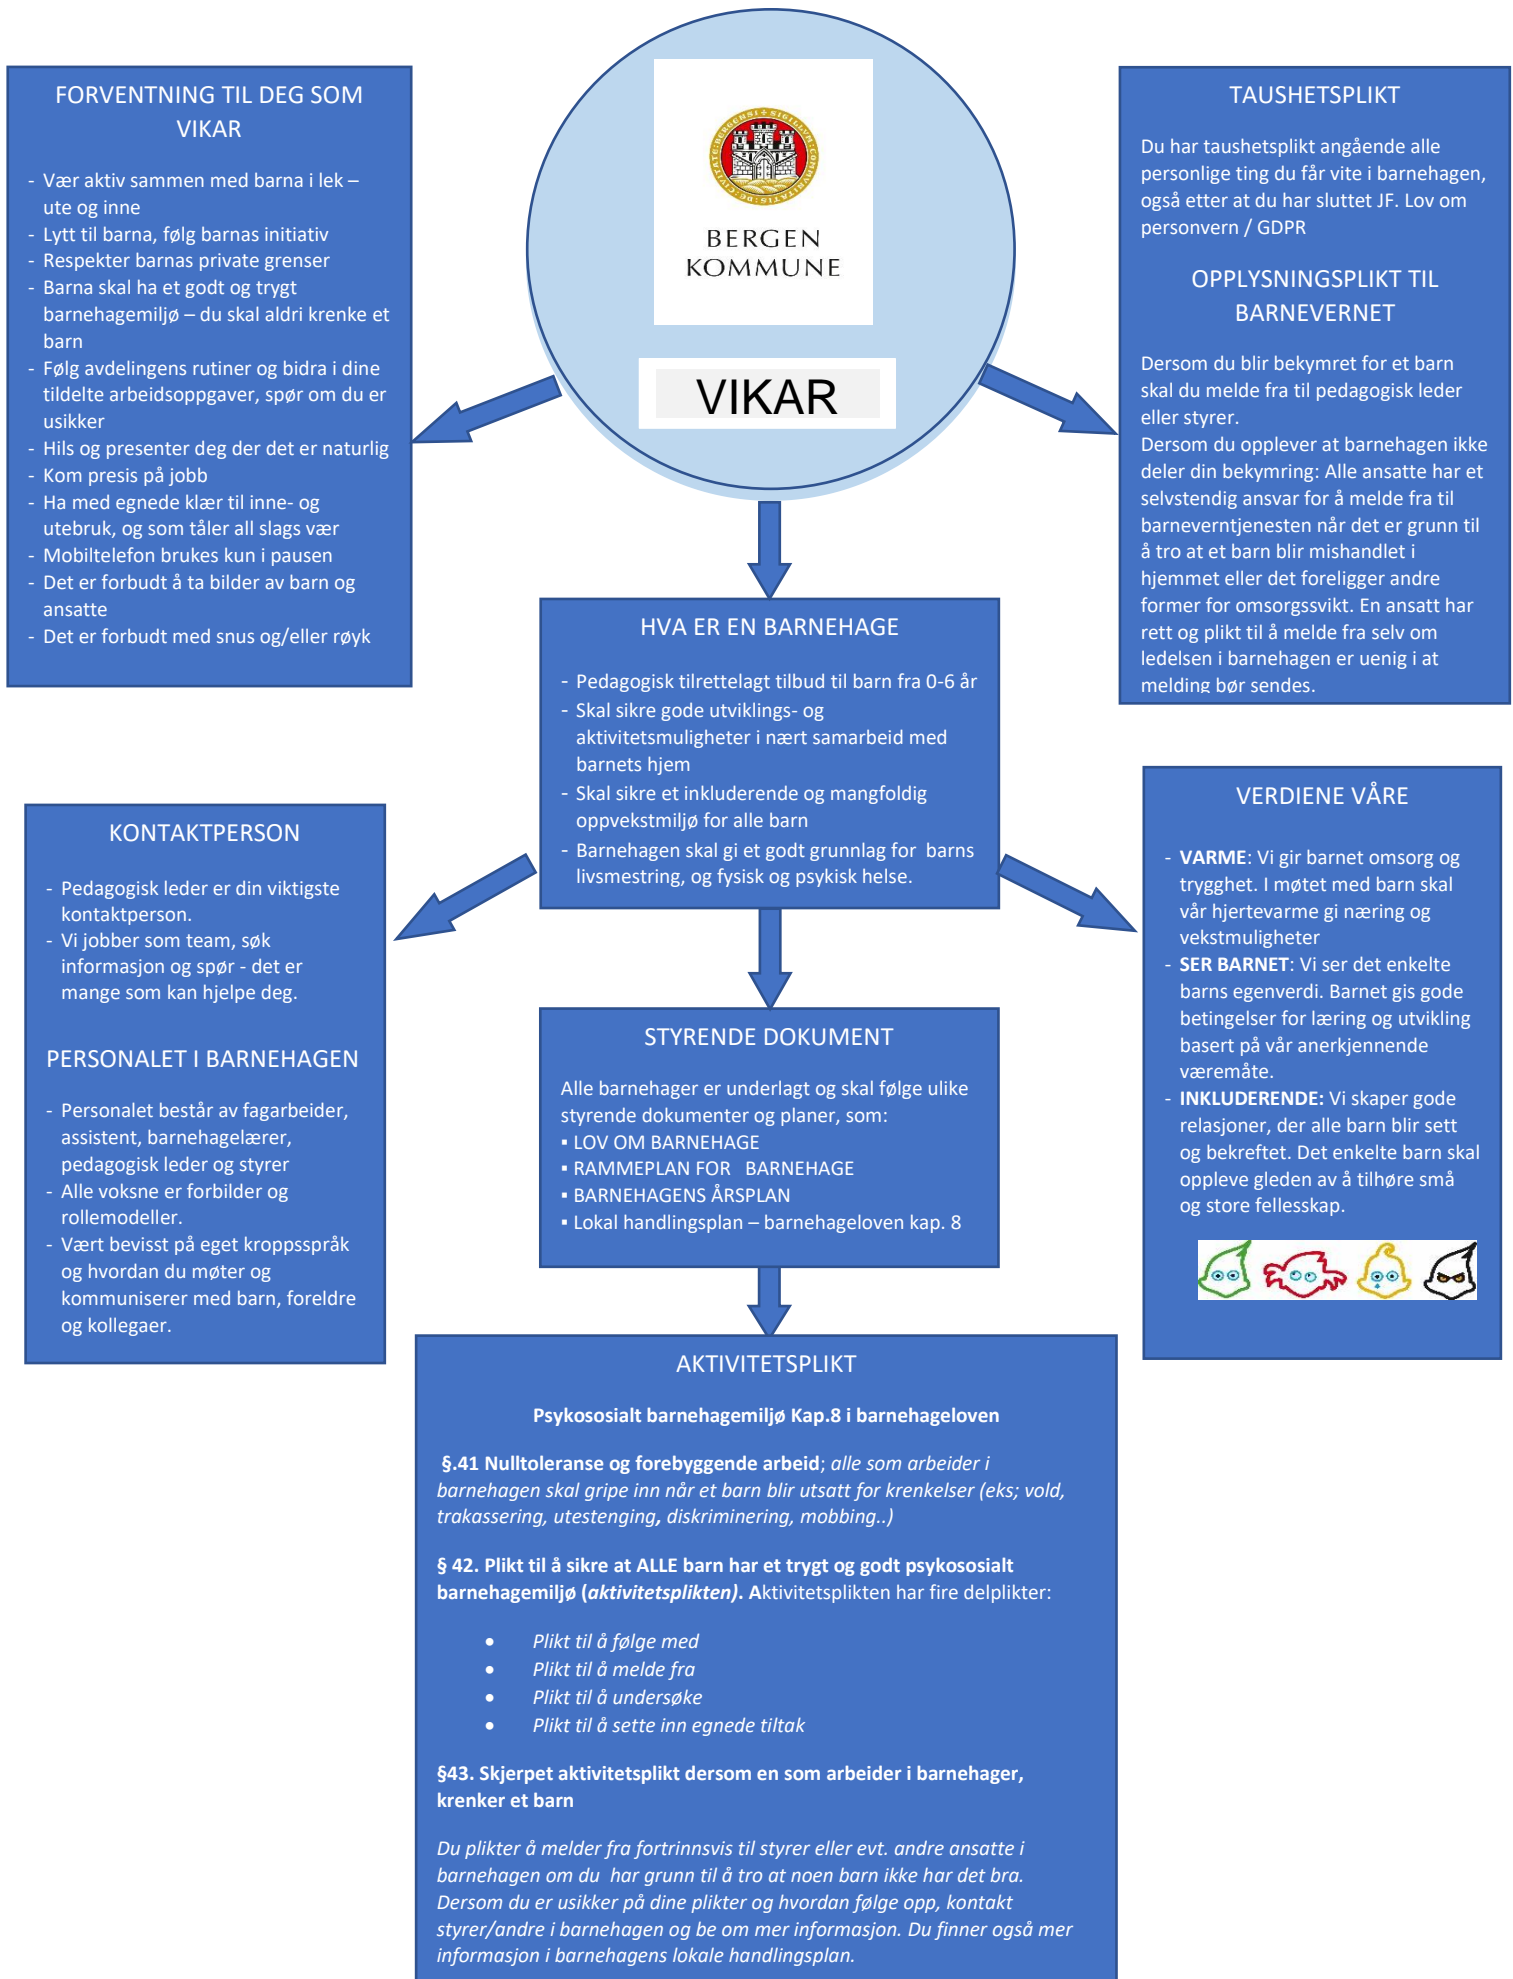 BERGEN
KOMMUNE
VIKAR
FORVENTNING TIL DEG SOM
VIKAR
- Vær aktiv sammen med barna i lek –
ute og inne
- Lytt til barna, følg barnas initiativ
- Respekter barnas private grenser
- Barna skal ha et godt og trygt
barnehagemiljø – du skal aldri krenke et
barn
- Følg avdelingens rutiner og bidra i dine
tildelte arbeidsoppgaver, spør om du er
usikker
- Hils og presenter deg der det er naturlig
- Kom presis på jobb
- Ha med egnede klær til inne- og
utebruk, og som tåler all slags vær
- Mobiltelefon brukes kun i pausen
- Det er forbudt å ta bilder av barn og
ansatte
- Det er forbudt med snus og/eller røyk
TAUSHETSPLIKT
Du har taushetsplikt angående alle
personlige ting du får vite i barnehagen,
også etter at du har sluttet JF. Lov om
personvern / GDPR
OPPLYSNINGSPLIKT TIL
BARNEVERNET
Dersom du blir bekymret for et barn
skal du melde fra til pedagogisk leder
eller styrer.
Dersom du opplever at barnehagen ikke
deler din bekymring: Alle ansatte har et
selvstendig ansvar for å melde fra til
barneverntjenesten når det er grunn til
å tro at et barn blir mishandlet i
hjemmet eller det foreligger andre
former for omsorgssvikt. En ansatt har
rett og plikt til å melde fra selv om
ledelsen i barnehagen er uenig i at
melding bør sendes.
HVA ER EN BARNEHAGE
- Pedagogisk tilrettelagt tilbud til barn fra 0-6 år
- Skal sikre gode utviklings- og
aktivitetsmuligheter i nært samarbeid med
barnets hjem
- Skal sikre et inkluderende og mangfoldig
oppvekstmiljø for alle barn
- Barnehagen skal gi et godt grunnlag for barns
livsmestring, og fysisk og psykisk helse.
KONTAKTPERSON
- Pedagogisk leder er din viktigste
kontaktperson.
- Vi jobber som team, søk
informasjon og spør - det er
mange som kan hjelpe deg.
PERSONALET I BARNEHAGEN
- Personalet består av fagarbeider,
assistent, barnehagelærer,
pedagogisk leder og styrer
- Alle voksne er forbilder og
rollemodeller.
- Vært bevisst på eget kroppsspråk
og hvordan du møter og
kommuniserer med barn, foreldre
og kollegaer.
VERDIENE VÅRE
- VARME: Vi gir barnet omsorg og
trygghet. I møtet med barn skal
vår hjertevarme gi næring og
vekstmuligheter
- SER BARNET: Vi ser det enkelte
barns egenverdi. Barnet gis gode
betingelser for læring og utvikling
basert på vår anerkjennende
væremåte.
- INKLUDERENDE: Vi skaper gode
relasjoner, der alle barn blir sett
og bekreftet. Det enkelte barn skal
oppleve gleden av å tilhøre små
og store fellesskap.
STYRENDE DOKUMENT
Alle barnehager er underlagt og skal følge ulike
styrende dokumenter og planer, som:
▪ LOV OM BARNEHAGE
▪ RAMMEPLAN FOR BARNEHAGE
▪ BARNEHAGENS ÅRSPLAN
▪ Lokal handlingsplan – barnehageloven kap. 8
AKTIVITETSPLIKT
Psykososialt barnehagemiljø Kap.8 i barnehageloven
§.41 Nulltoleranse og forebyggende arbeid; alle som arbeider i
barnehagen skal gripe inn når et barn blir utsatt for krenkelser (eks; vold,
trakassering, utestenging, diskriminering, mobbing..)
§ 42. Plikt til å sikre at ALLE barn har et trygt og godt psykososialt
barnehagemiljø (aktivitetsplikten). Aktivitetsplikten har fire delplikter:
• Plikt til å følge med
• Plikt til å melde fra
• Plikt til å undersøke
• Plikt til å sette inn egnede tiltak
§43. Skjerpet aktivitetsplikt dersom en som arbeider i barnehager,
krenker et barn
Du plikter å melder fra fortrinnsvis til styrer eller evt. andre ansatte i
barnehagen om du har grunn til å tro at noen barn ikke har det bra.
Dersom du er usikker på dine plikter og hvordan følge opp, kontakt
styrer/andre i barnehagen og be om mer informasjon. Du finner også mer
informasjon i barnehagens lokale handlingsplan.